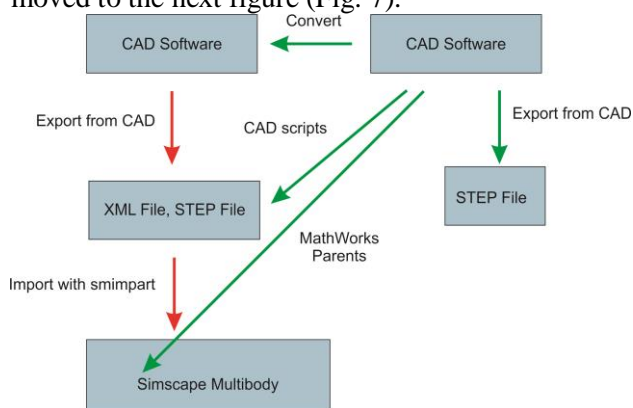 moved to the next figure (Fig. 7).
Convert
CAD Software
CAD Software
Export from CAD
CAD scripts
Export from CAD
XML File, STEP File
STEP File
MathWorks
Parents
Import with smimpart
Simscape Multibody